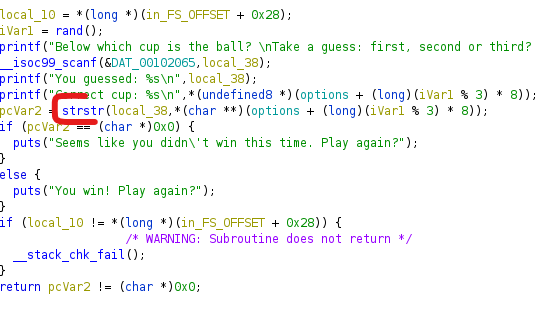 local_10 = *(long *)(in_FS_OFFSET + 0x28);
iVar1 = rand();
printf("Below which cup is the ball? \nTake a guess: first, second or third?
__isoc99_scanf(&DAT_00102065,local_38);
printf("You guessed: %s\n",local_38);
printf("Correct cup: %s\n",*(undefined8 *)(options + (long)(iVar1 % 3) * 8));
pcVar2 = strstr(local_38,*(char **)(options + (long)(iVar1 % 3) * 8));
if (pcVar2 == (char *)0x0) {
puts("Seems like you didn\'t win this time. Play again?");
}
else {
puts("You win! Play again?");
}
if (local_10 != *(long *)(in_FS_OFFSET + 0x28)) {
/* WARNING: Subroutine does not return */
__stack_chk_fail();
}
return pcVar2 != (char *)0x0;